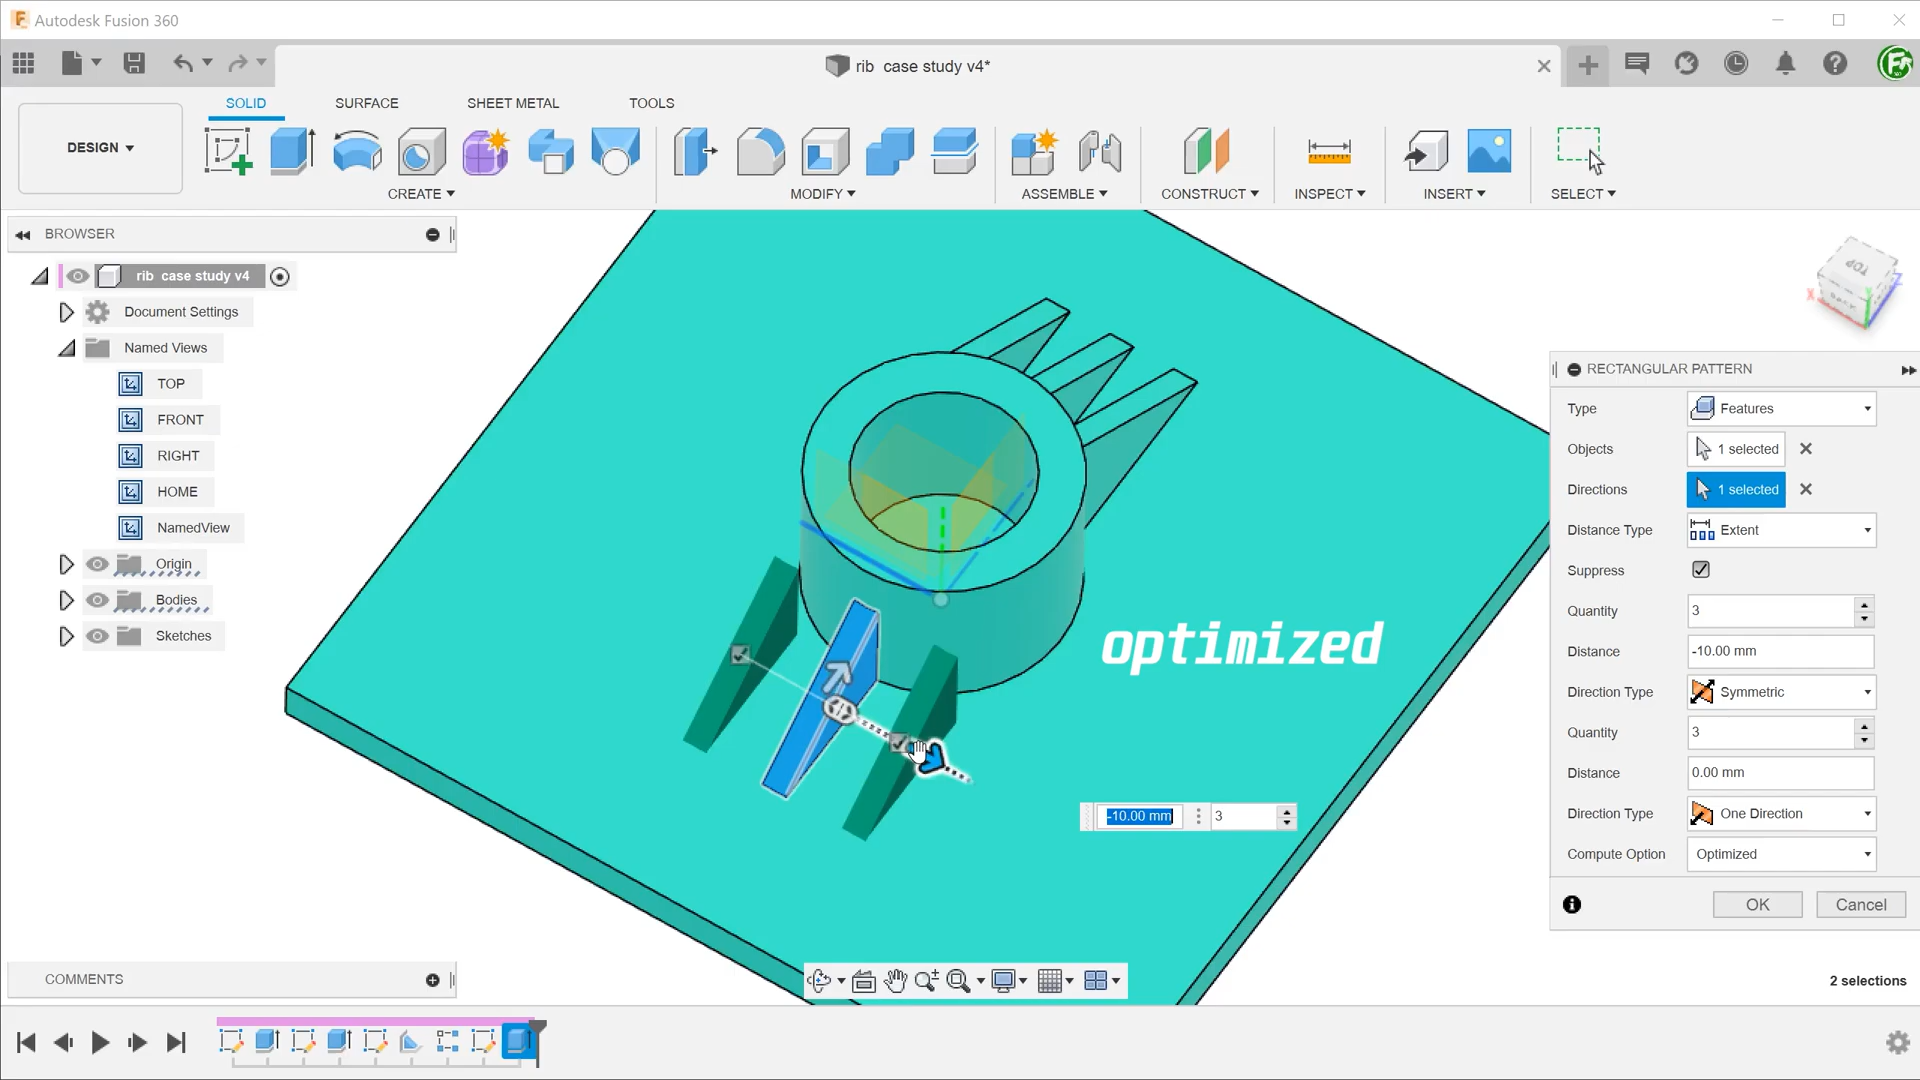 Autodesk Fusion 360
rib case study v4*
SOLID SURFACE SHEET METAL TOOLS
DESIGN
CREATE MODIFY ASSEMBLE CONSTRUCT INSPECT INSERT SELECT
BROWSER
rib case study v4
Document Settings
Named Views
TOP
FRONT
RIGHT
HOME
NamedView
Origin
Bodies
Sketches
TOP
BACK
X
Z
RECTANGULAR PATTERN
Type Features
Objects 1 selected
Directions 1 selected
Distance Type Extent
Suppress
Quantity 3
Distance -10.00 mm
Direction Type Symmetric
Quantity 3
Distance 0.00 mm
Direction Type One Direction
Compute Option Optimized
OK Cancel
optimized
-10.00 mm 3
COMMENTS
2 selections